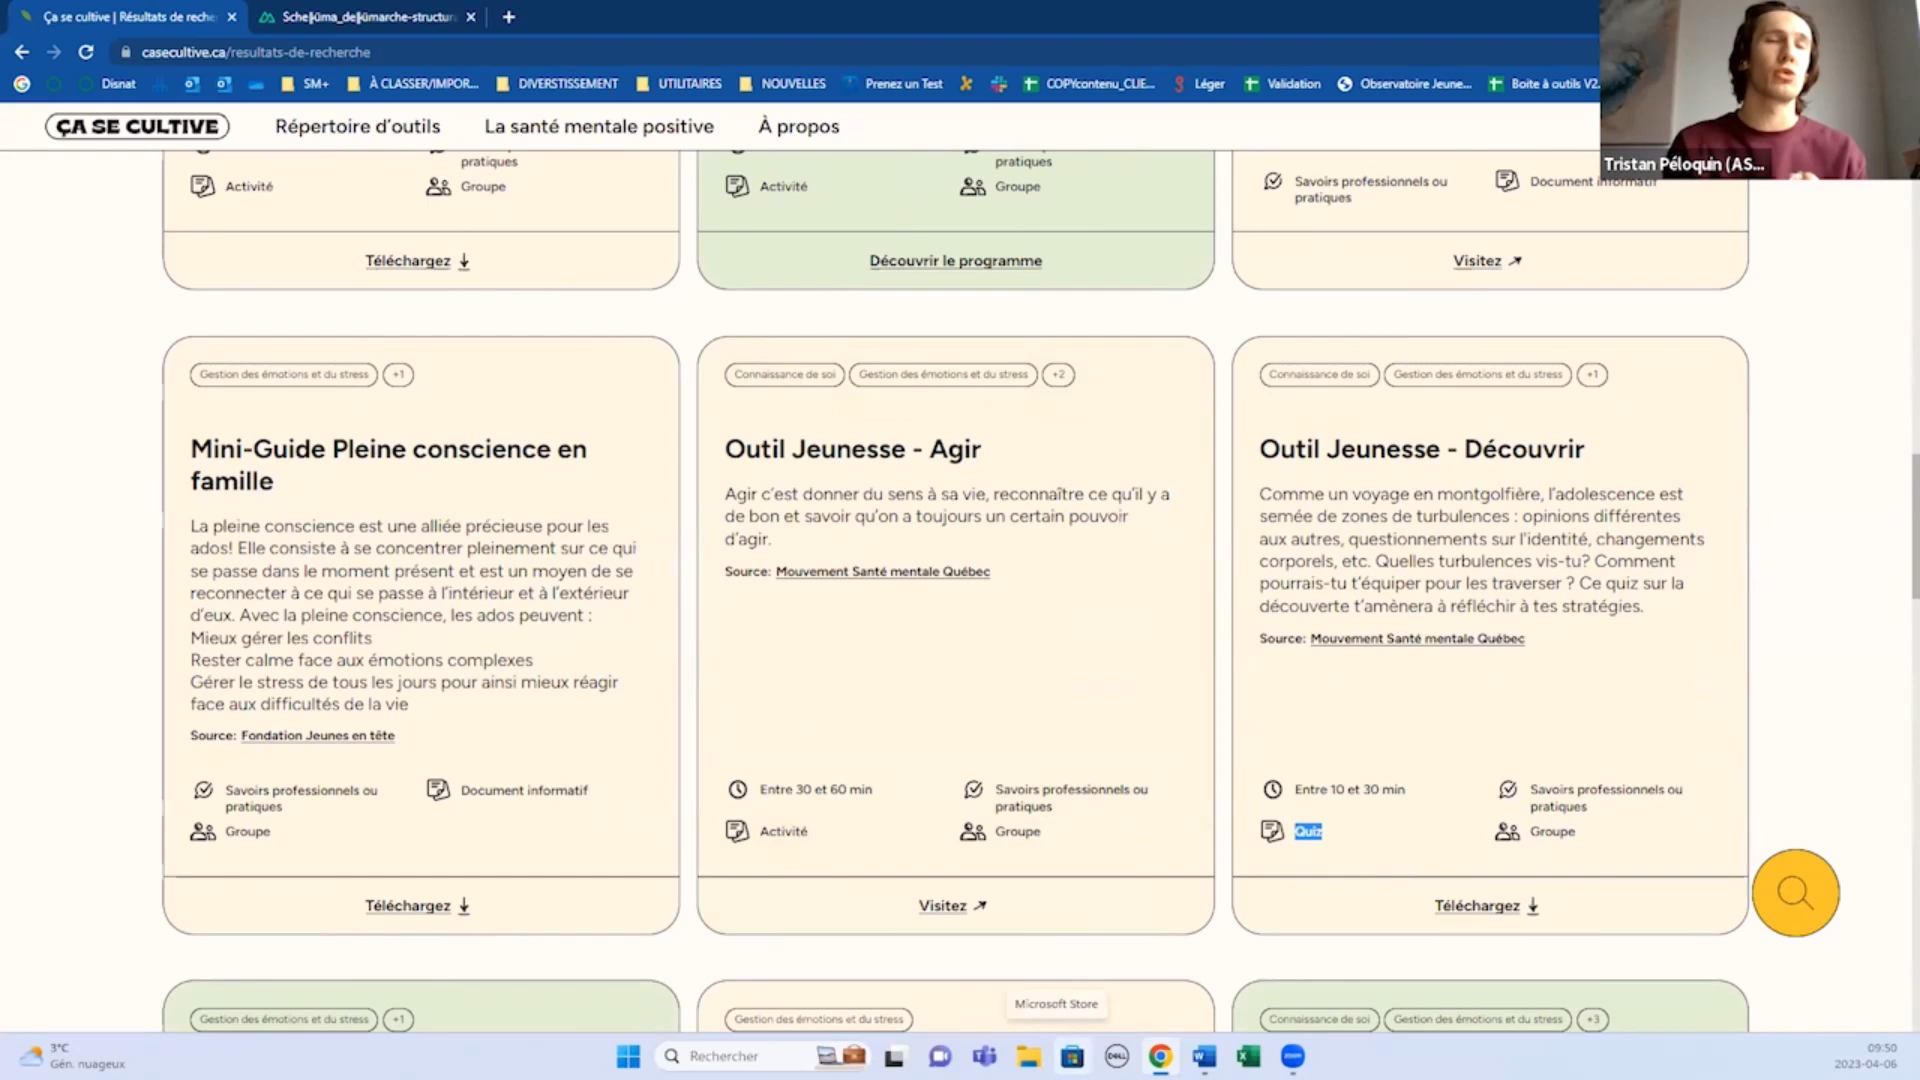 Ça se cultive | Résultats de reche
casecultive.ca/resultats-de-recherche
Disnat
SM+
À CLASSER/IMPOR...
DIVERSTISSEMENT
UTILITAIRES
NOUVELLES
Prenez un Test
COPYcontenu_CLIE...
Léger
Validation
Observatoire Jeune...
Boite à outils V2.
ÇA SE CULTIVE
Répertoire d'outils
La santé mentale positive
À propos
Tristan Péloquin (AS...
pratiques
Activité
Groupe
Téléchargez
pratiques
Activité
Groupe
Découvrir le programme
Savoirs professionnels ou
pratiques
Document informatif
Visitez
Gestion des émotions et du stress
+1
Mini-Guide Pleine conscience en
famille
La pleine conscience est une alliée précieuse pour les
ados! Elle consiste à se concentrer pleinement sur ce qui
se passe dans le moment présent et est un moyen de se
reconnecter à ce qui se passe à l'intérieur et à l'extérieur
d'eux. Avec la pleine conscience, les ados peuvent :
Mieux gérer les conflits
Rester calme face aux émotions complexes
Gérer le stress de tous les jours pour ainsi mieux réagir
face aux difficultés de la vie
Source: Fondation Jeunes en tête
Savoirs professionnels ou
pratiques
Document informatif
Groupe
Téléchargez
Connaissance de soi
Gestion des émotions et du stress
+2
Outil Jeunesse - Agir
Agir c'est donner du sens à sa vie, reconnaître ce qu'il y a
de bon et savoir qu'on a toujours un certain pouvoir
d'agir.
Source: Mouvement Santé mentale Québec
Entre 30 et 60 min
Savoirs professionnels ou
pratiques
Activité
Groupe
Visitez
Connaissance de soi
Gestion des émotions et du stress
+1
Outil Jeunesse - Découvrir
Comme un voyage en montgolfière, l'adolescence est
semée de zones de turbulences : opinions différentes
aux autres, questionnements sur l'identité, changements
corporels, etc. Quelles turbulences vis-tu? Comment
pourrais-tu t'équiper pour les traverser ? Ce quiz sur la
découverte t'amènera à réfléchir à tes stratégies.
Source: Mouvement Santé mentale Québec
Entre 10 et 30 min
Savoirs professionnels ou
pratiques
Quiz
Groupe
Téléchargez
Gestion des émotions et du stress
+1
Gestion des émotions et du stress
Microsoft Store
Connaissance de soi
Gestion des émotions et du stress
+3
3°C
Gén. nuageux
Rechercher
DELL
zoom
09:50
2023-04-06